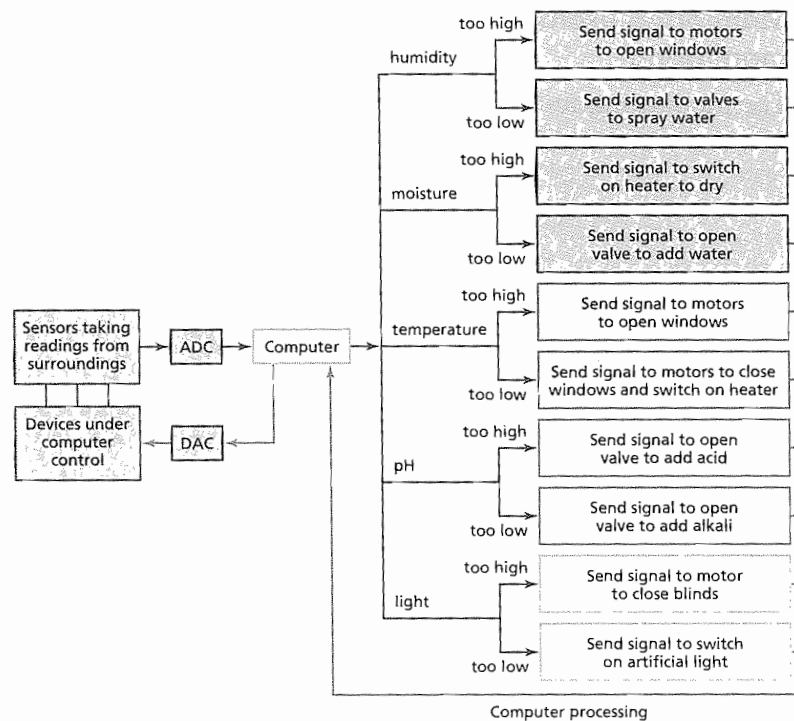 too high
Send signal to motors
to open windows
humidity
too low
Send signal to valves
to spray water
too high
Send signal to switch
on heater to dry
moisture
too low
Send signal to open
valve to add water
too high
Send signal to motors
to open windows
Sensors taking
readings from
surroundings
ADC
Computer
temperature
too low
Send signal to motors to close
windows and switch on heater
Devices under
computer
control
DAC
too high
Send signal to open
valve to add acid
pH
too low
Send signal to open
valve to add alkali
too high
Send signal to motor
to close blinds
light
too low
Send signal to switch
on artificial light
Computer processing